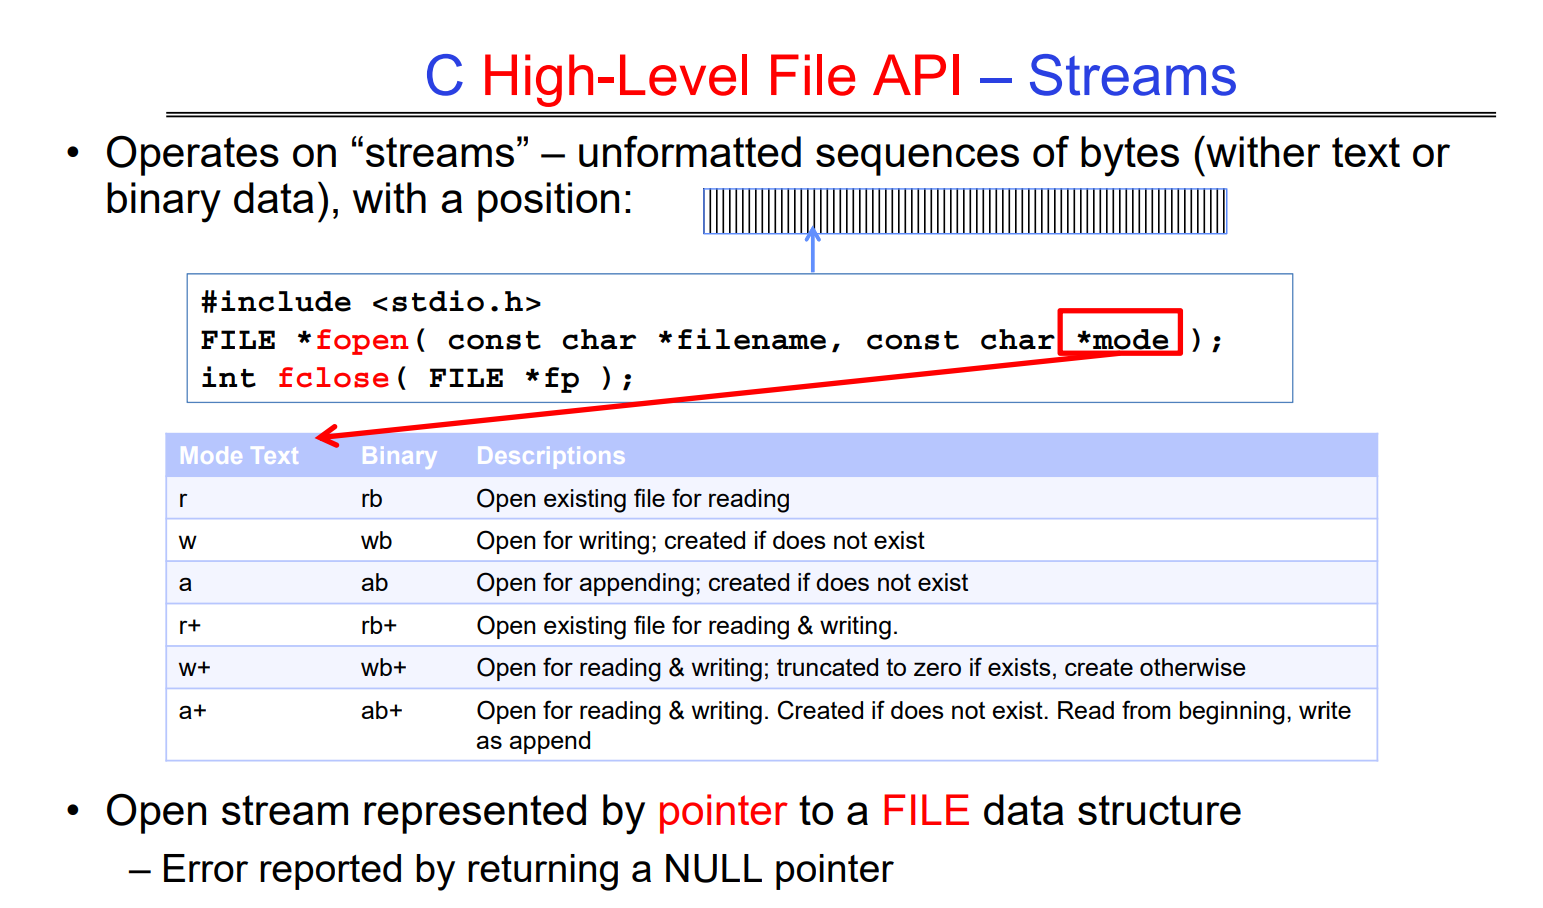 C High-Level File API – Streams
• Operates on “streams” – unformatted sequences of bytes (wither text or
binary data), with a position:
#include <stdio.h>
FILE *fopen( const char *filename, const char *mode );
int fclose( FILE *fp );
Mode Text Binary Descriptions
r rb Open existing file for reading
w wb Open for writing; created if does not exist
a ab Open for appending; created if does not exist
r+ rb+ Open existing file for reading & writing.
w+ wb+ Open for reading & writing; truncated to zero if exists, create otherwise
a+ ab+ Open for reading & writing. Created if does not exist. Read from beginning, write
as append
• Open stream represented by pointer to a FILE data structure
– Error reported by returning a NULL pointer